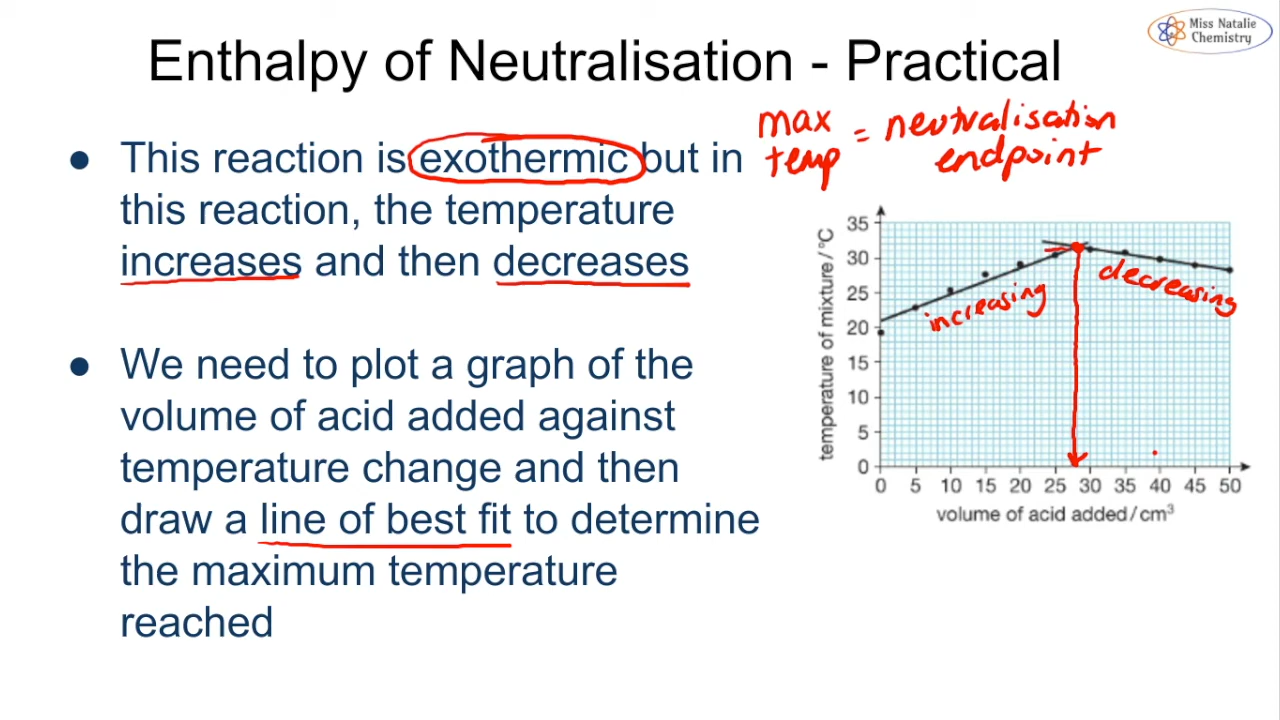 Miss Natalie
Chemistry
Enthalpy of Neutralisation - Practical
max
temp
= neutralisation
endpoint
● This reaction is exothermic but in
this reaction, the temperature
increases and then decreases
● We need to plot a graph of the
volume of acid added against
temperature change and then
draw a line of best fit to determine
the maximum temperature
reached
temperature of mixture / °C
35
30
25
20
15
10
5
0
increasing
decreasing
0 5 10 15 20 25 30 35 40 45 50
volume of acid added / cm³